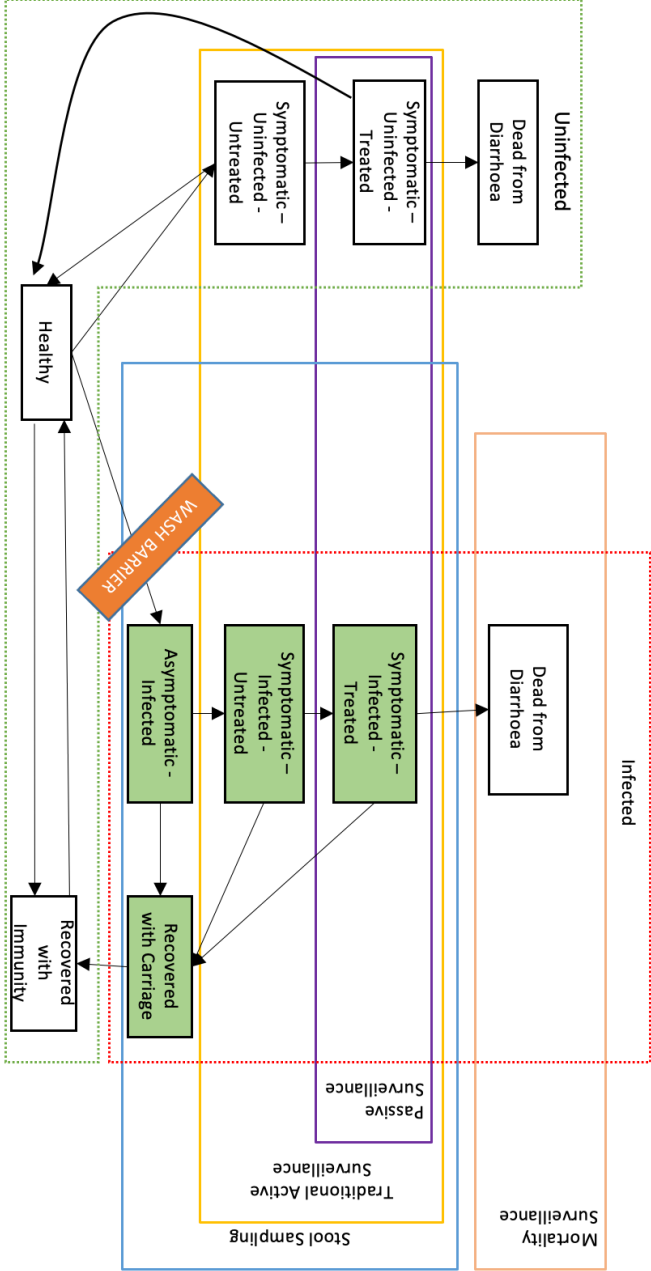 Uninfected
Dead from
Diarrhoea
Symptomatic –
Uninfected -
Treated
Symptomatic –
Uninfected -
Untreated
Healthy
WASH BARRIER
Infected
Dead from
Diarrhoea
Symptomatic –
Infected -
Treated
Symptomatic –
Infected -
Untreated
Asymptomatic -
Infected
Recovered
with Carriage
Recovered
with
Immunity
Mortality
Surveillance
Passive
Surveillance
Traditional Active
Surveillance
Stool Sampling